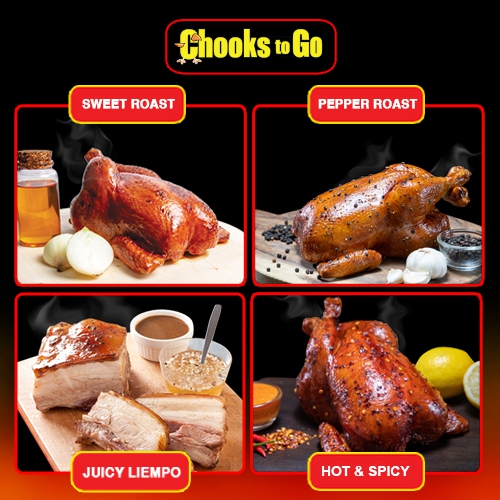 Chooks to Go
SWEET ROAST
PEPPER ROAST
JUICY LIEMPO
HOT & SPICY